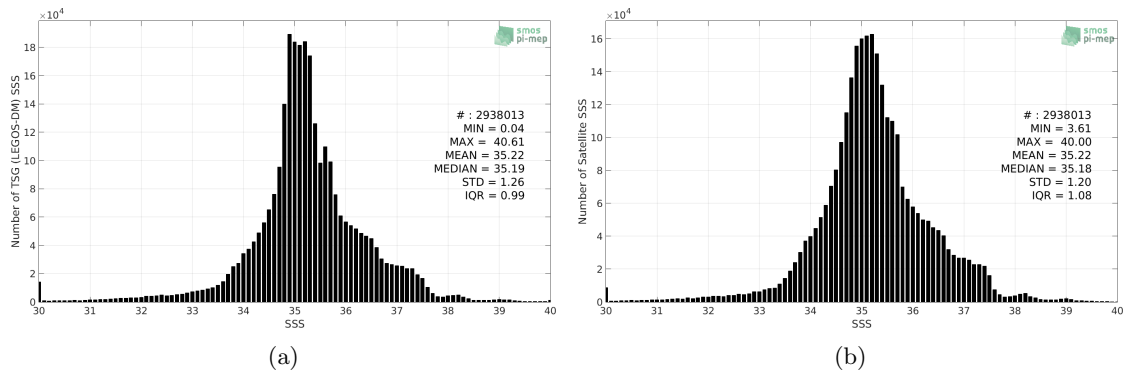 ×10⁴
18
16
14
12
10
8
6
4
2
0
Number of TSG (LEGOS-DM) SSS
smos
pi-mep
# : 2938013
MIN = 0.04
MAX = 40.61
MEAN = 35.22
MEDIAN = 35.19
STD = 1.26
IQR = 0.99
30 31 32 33 34 35 36 37 38 39 40
SSS
(a)
×10⁴
16
14
12
10
8
6
4
2
0
Number of Satellite SSS
smos
pi-mep
# : 2938013
MIN = 3.61
MAX = 40.00
MEAN = 35.22
MEDIAN = 35.18
STD = 1.20
IQR = 1.08
30 31 32 33 34 35 36 37 38 39 40
SSS
(b)